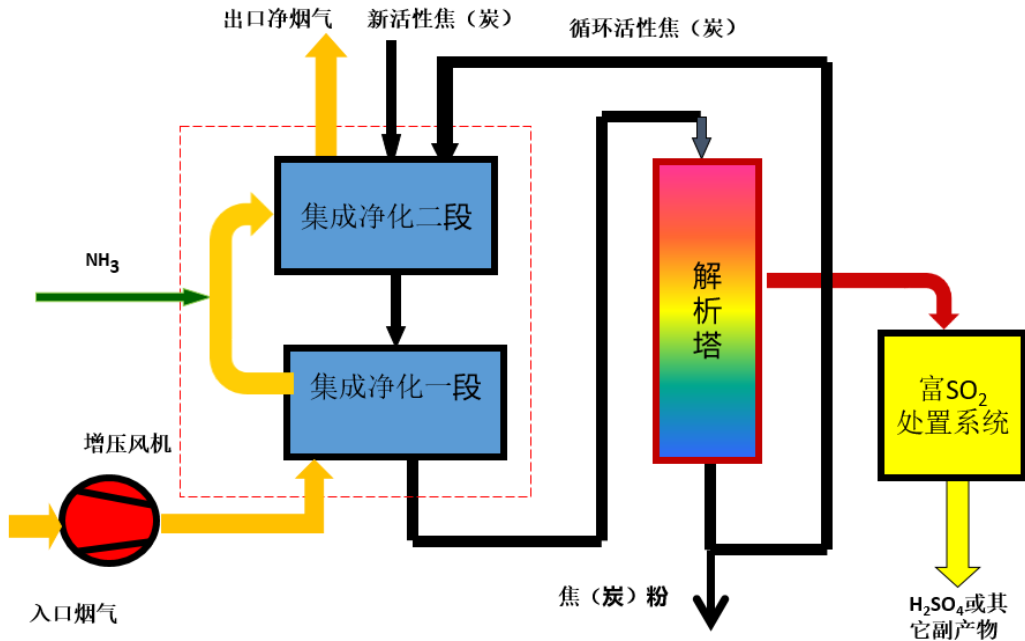 出口净烟气
新活性焦（炭）
循环活性焦（炭）
集成净化二段
NH₃
解
析
塔
集成净化一段
富SO₂
处置系统
增压风机
入口烟气
焦（炭）粉
H₂SO₄或其
它副产物